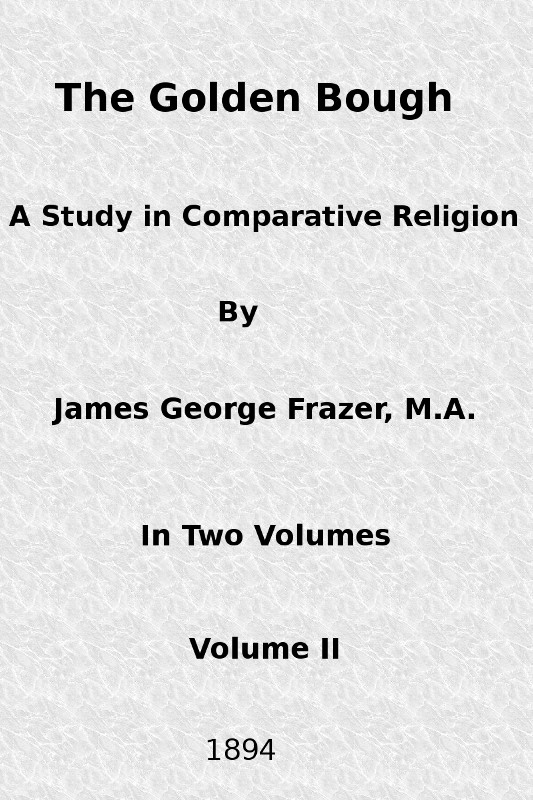 The Golden Bough
A Study in Comparative Religion
By
James George Frazer, M.A.
In Two Volumes
Volume II
1894